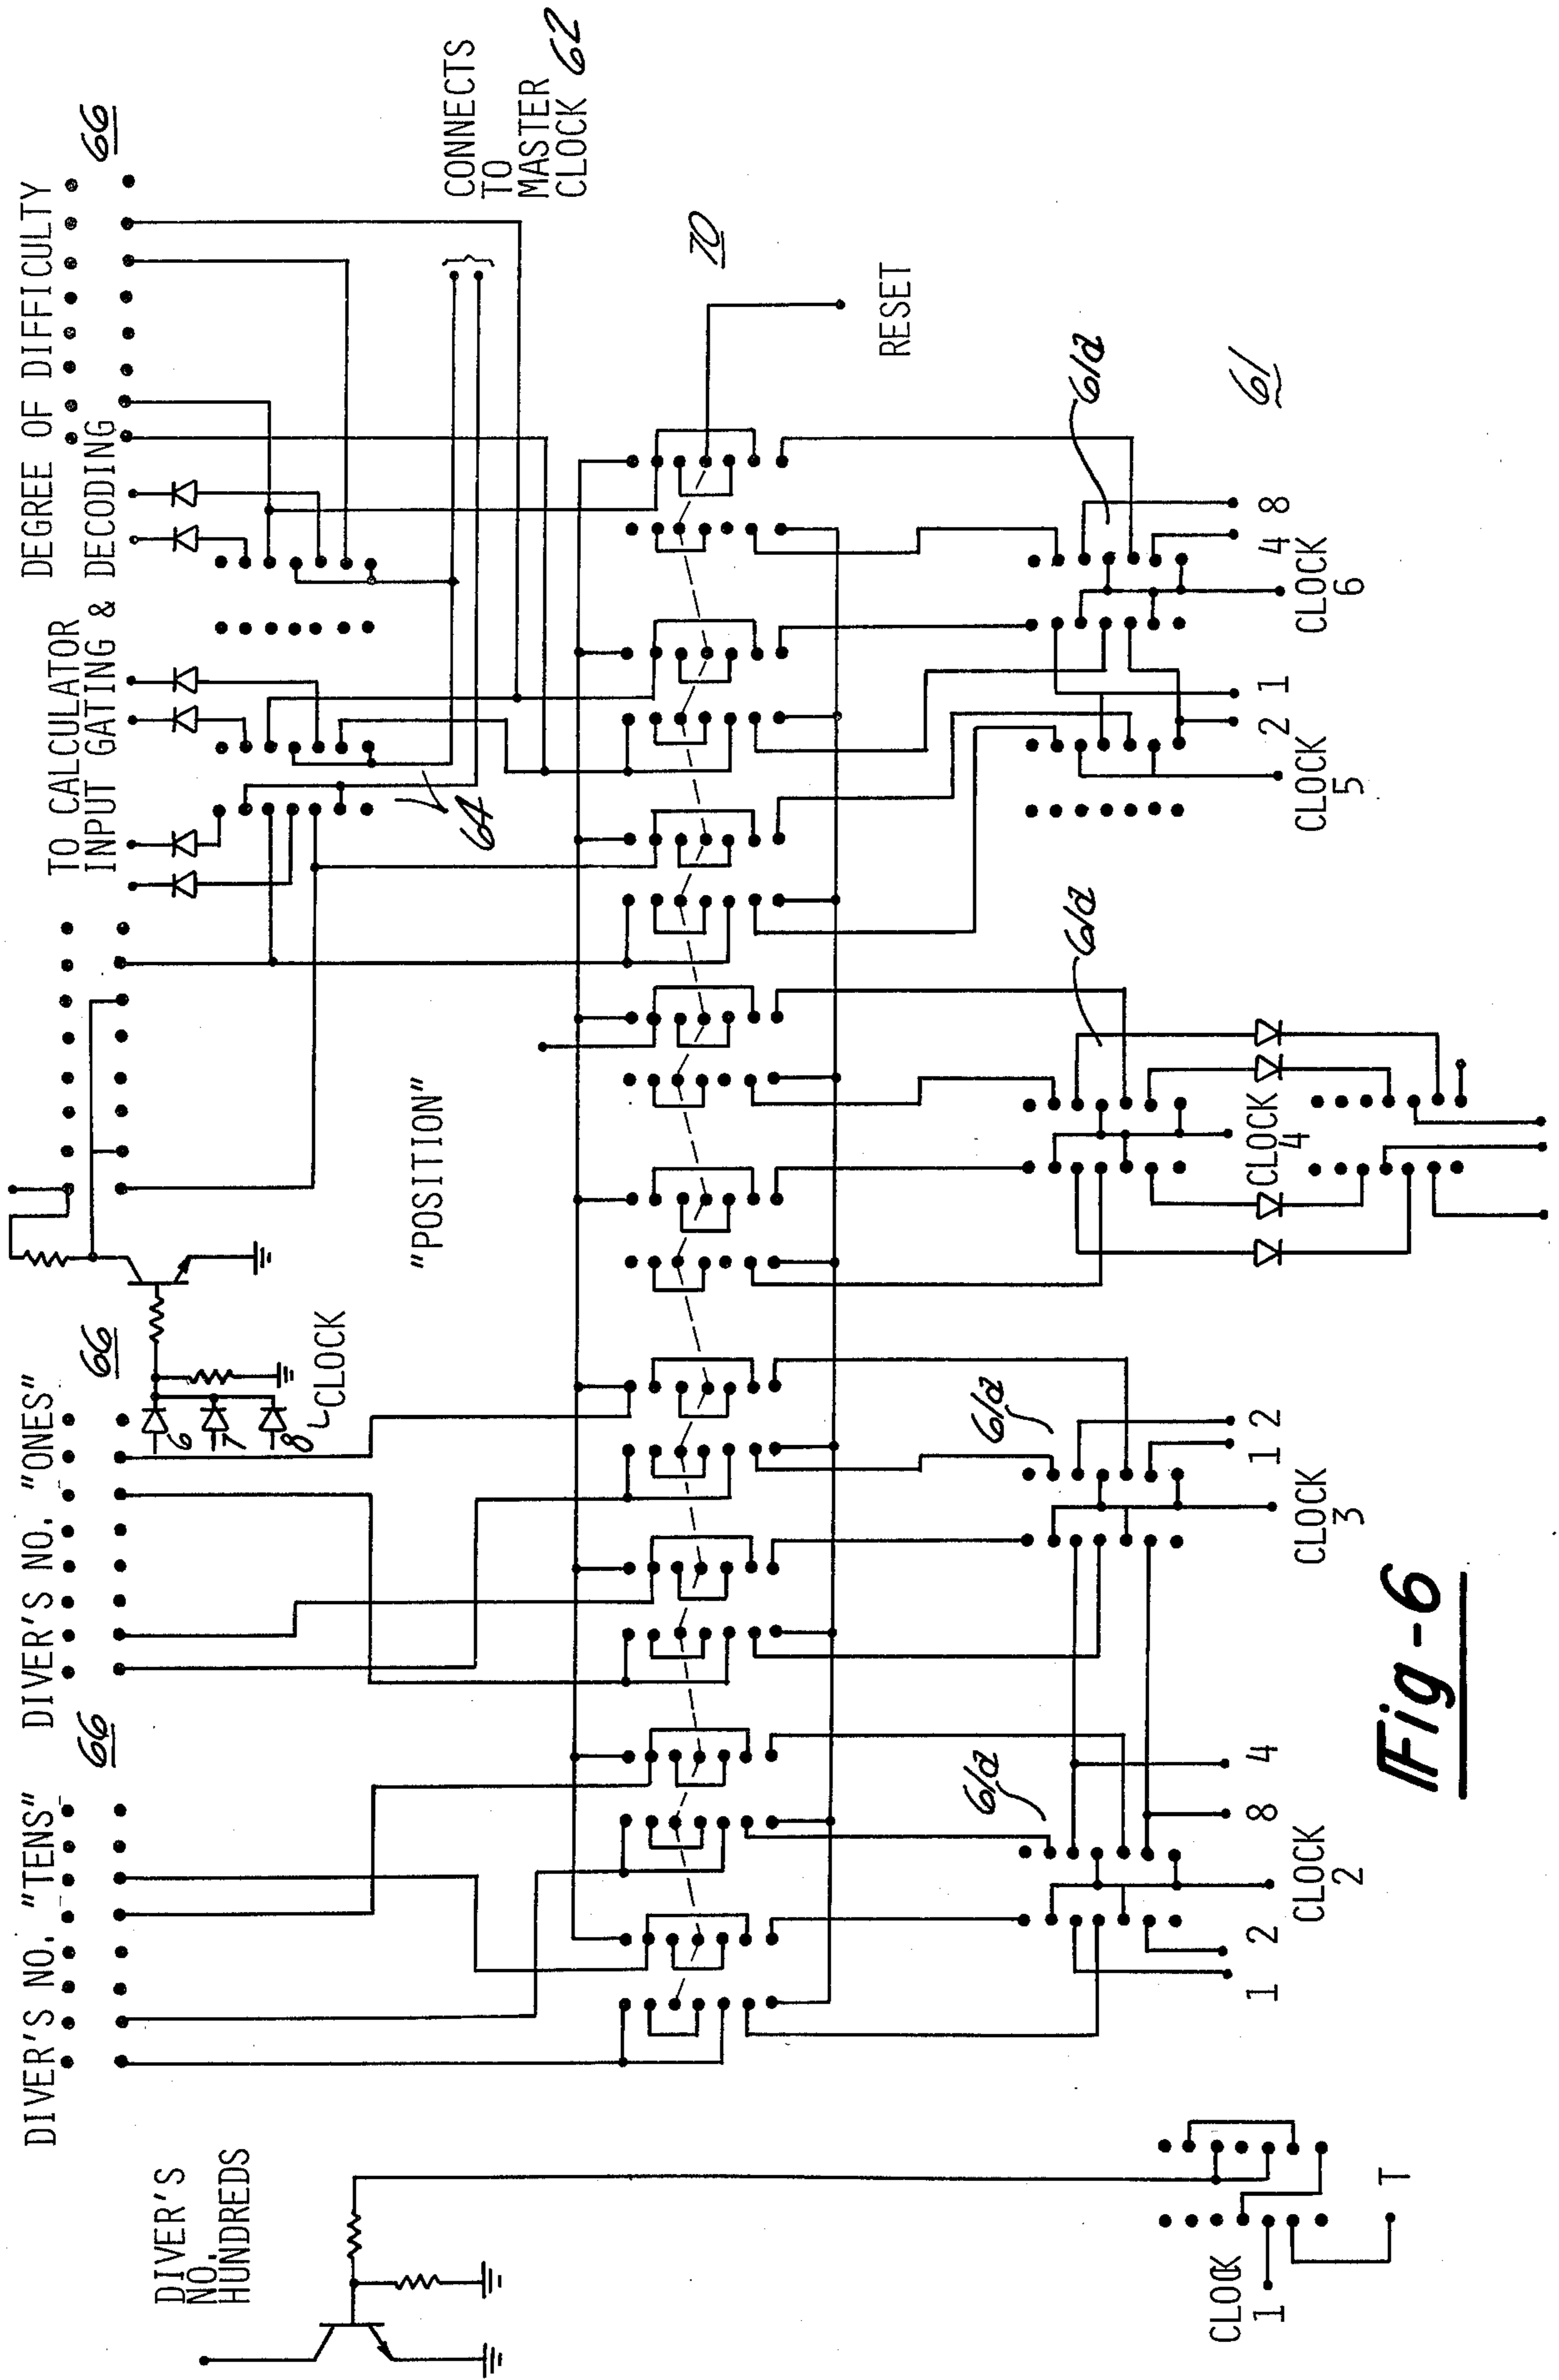 DIVER'S
NO.
HUNDREDS
DIVER'S NO. "TENS"
66
DIVER'S NO. "ONES"
66
6
7
8
CLOCK
"POSITION"
TO CALCULATOR
INPUT GATING & DECODING
DEGREE OF DIFFICULTY
66
64
CONNECTS
TO
MASTER
CLOCK 62
70
RESET
CLOCK
1
T
61a
1
2
CLOCK
2
8
4
61a
CLOCK
3
1
2
61a
CLOCK
4
CLOCK
5
2
1
61a
CLOCK
6
4
8
61
Fig-6